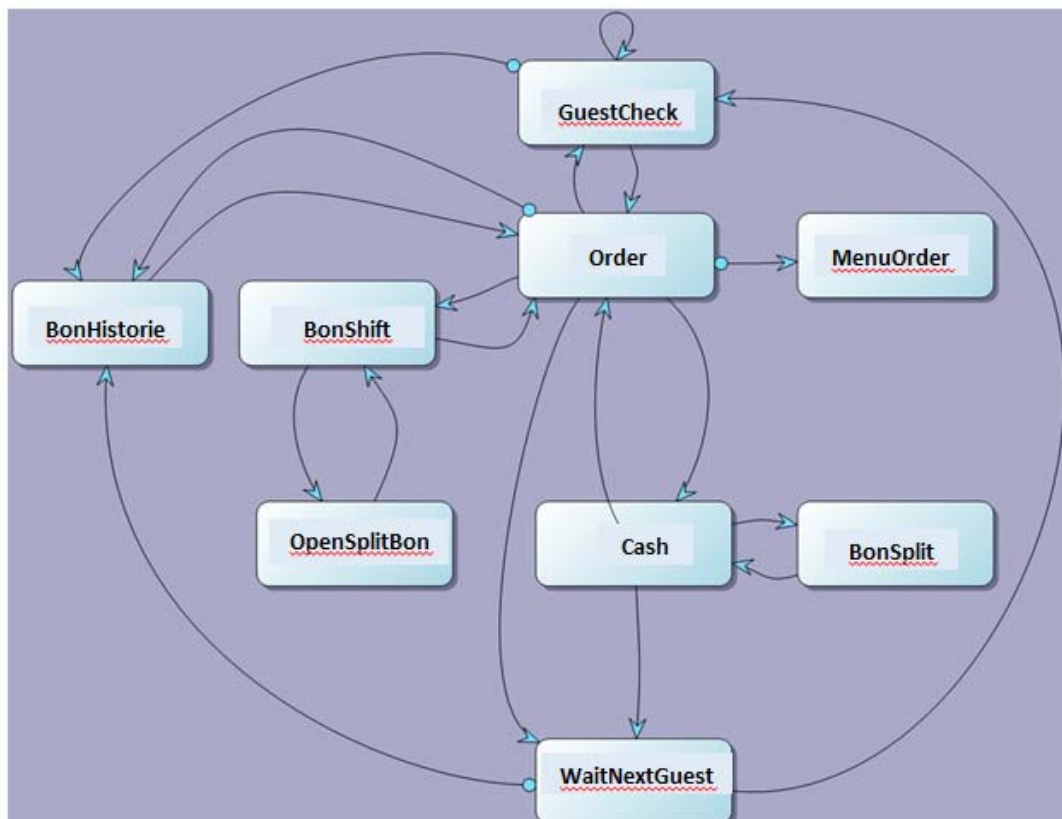 GuestCheck
Order
MenuOrder
BonHistorie
BonShift
OpenSplitBon
Cash
BonSplit
WaitNextGuest